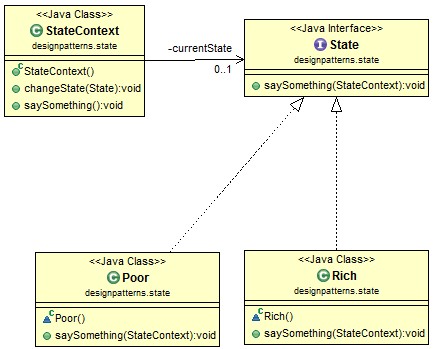 <<Java Class>>
StateContext
designpatterns.state
StateContext()
changeState(State):void
saySomething():void
-currentState
0..1
<<Java Interface>>
State
designpatterns.state
saySomething(StateContext):void
<<Java Class>>
Poor
designpatterns.state
Poor()
saySomething(StateContext):void
<<Java Class>>
Rich
designpatterns.state
Rich()
saySomething(StateContext):void